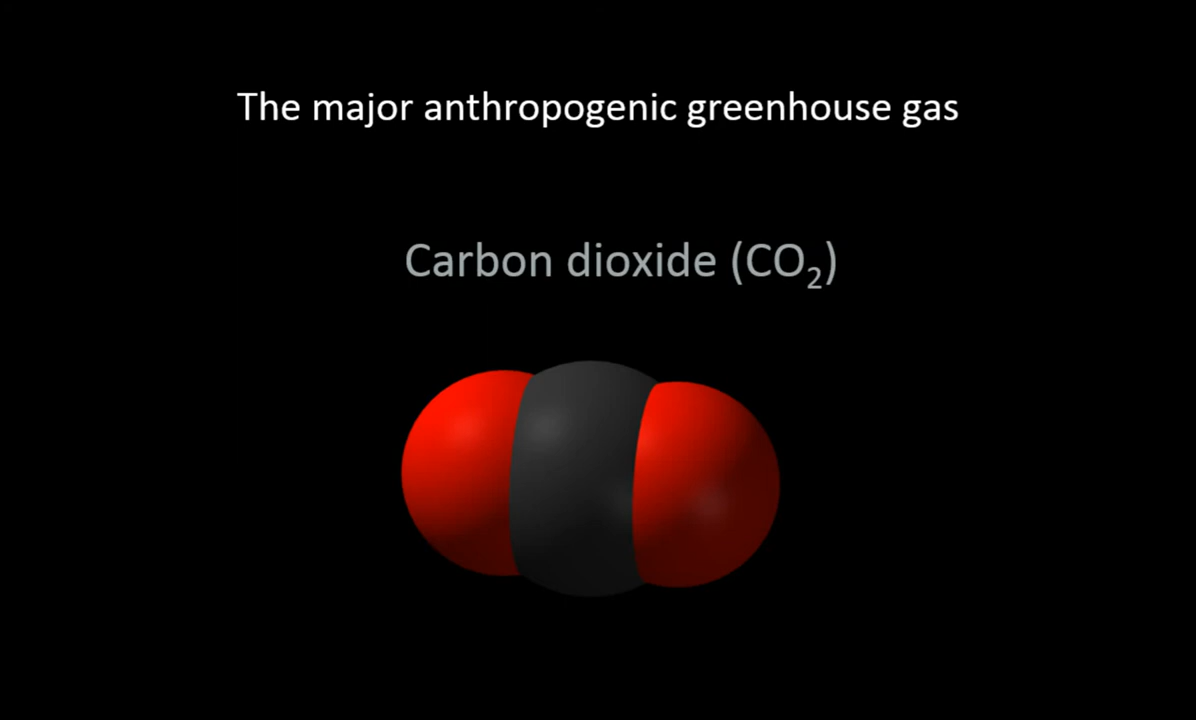 The major anthropogenic greenhouse gas
Carbon dioxide (CO₂)